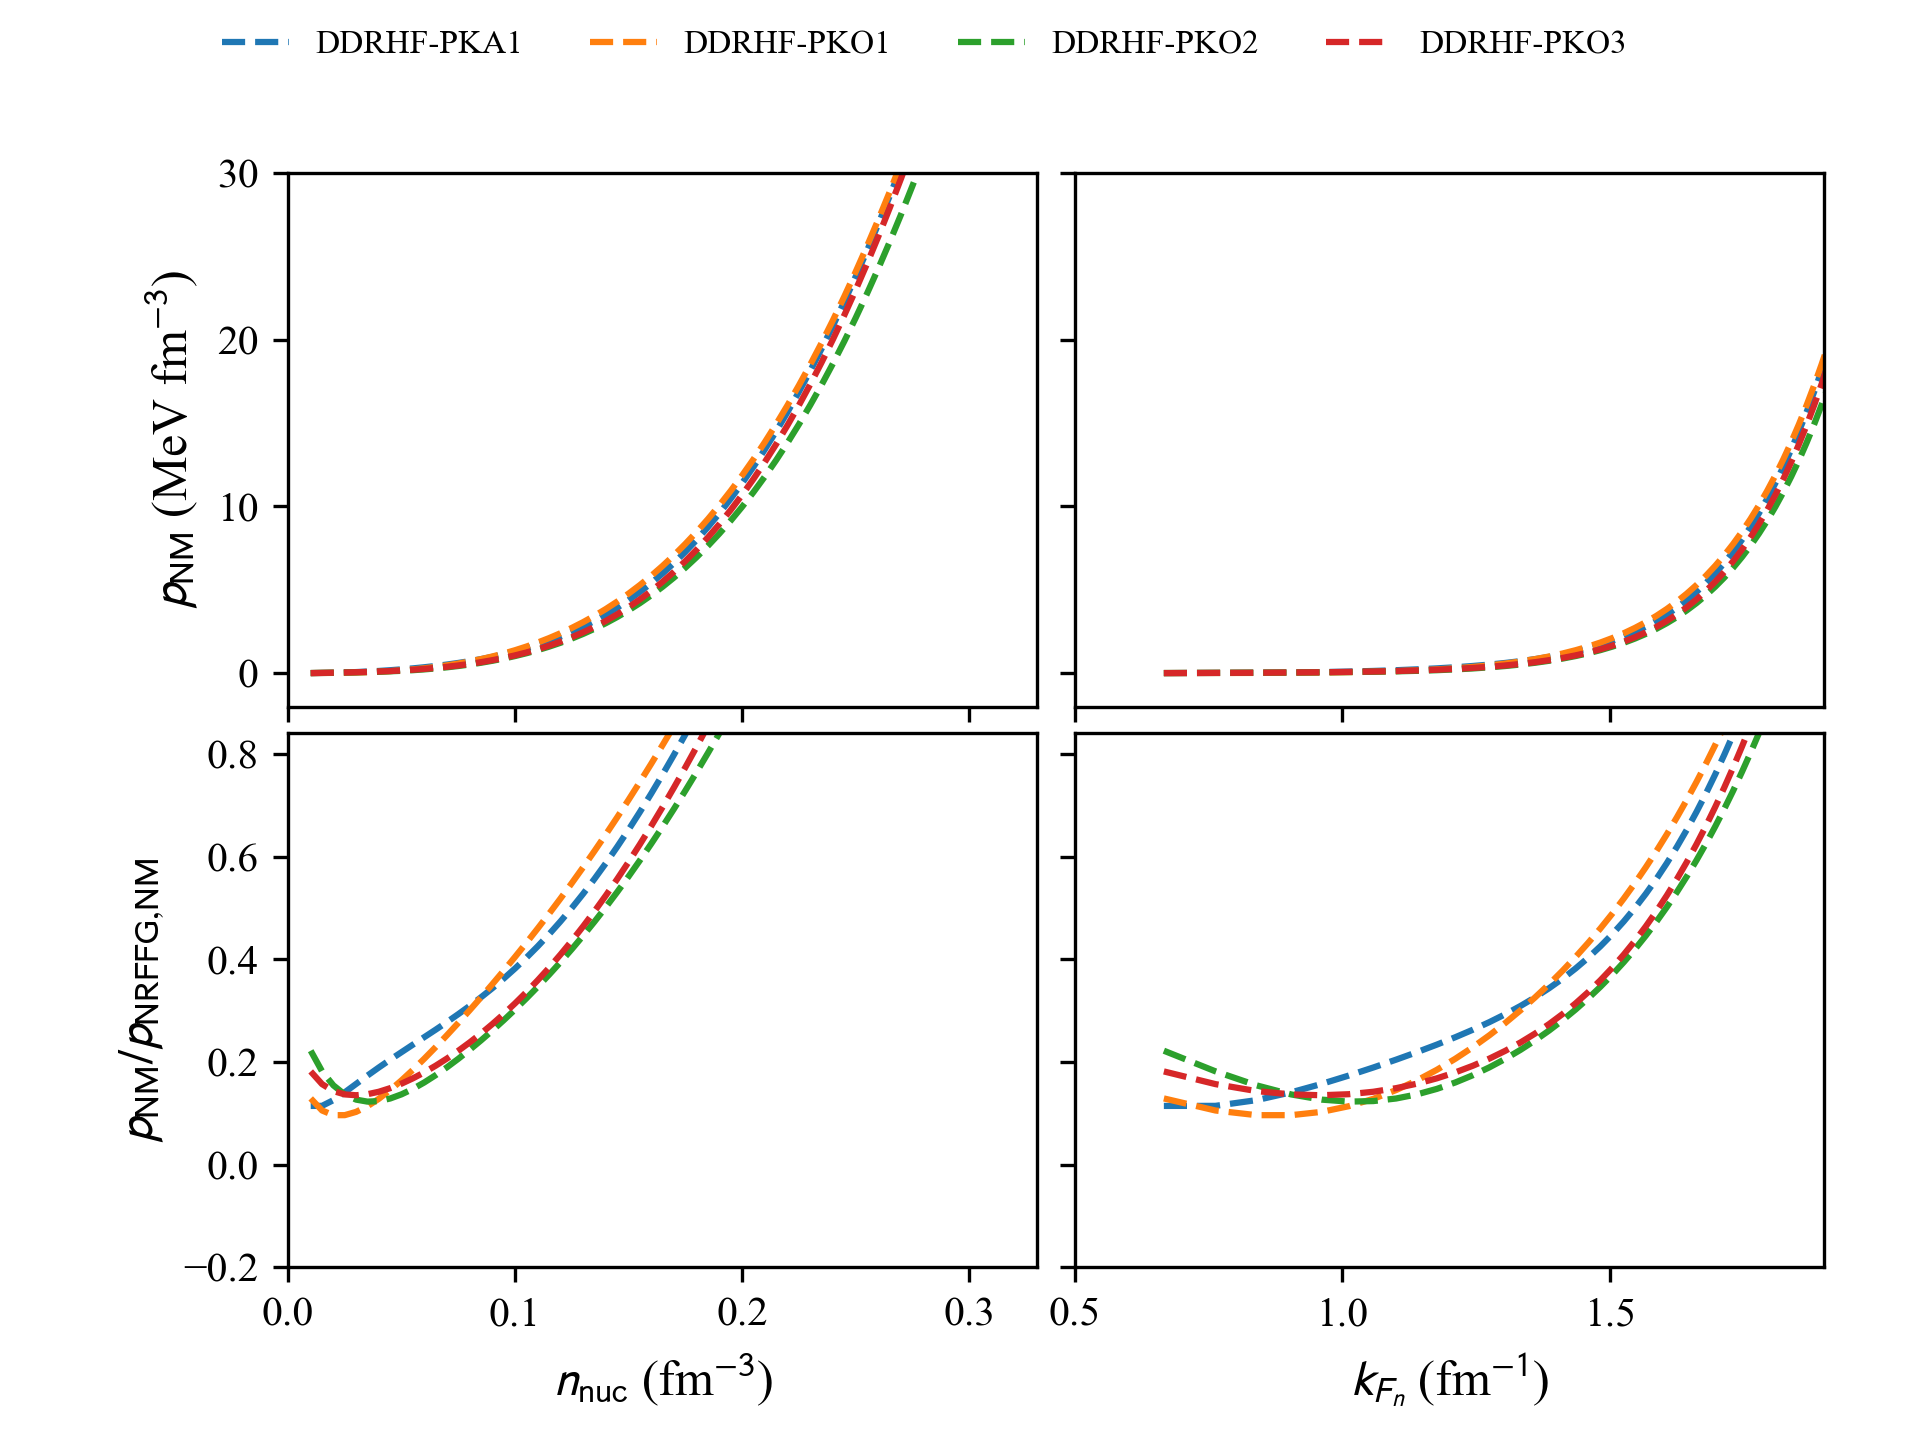 DDRHF-PKA1 DDRHF-PKO1 DDRHF-PKO2 DDRHF-PKO3
30
20
10
0
p_NM (MeV fm⁻³)
0.8
0.6
0.4
0.2
0.0
−0.2
p_NM/p_NRFFG,NM
0.0 0.1 0.2 0.3
0.5 1.0 1.5
n_nuc (fm⁻³)
k_F_n (fm⁻¹)